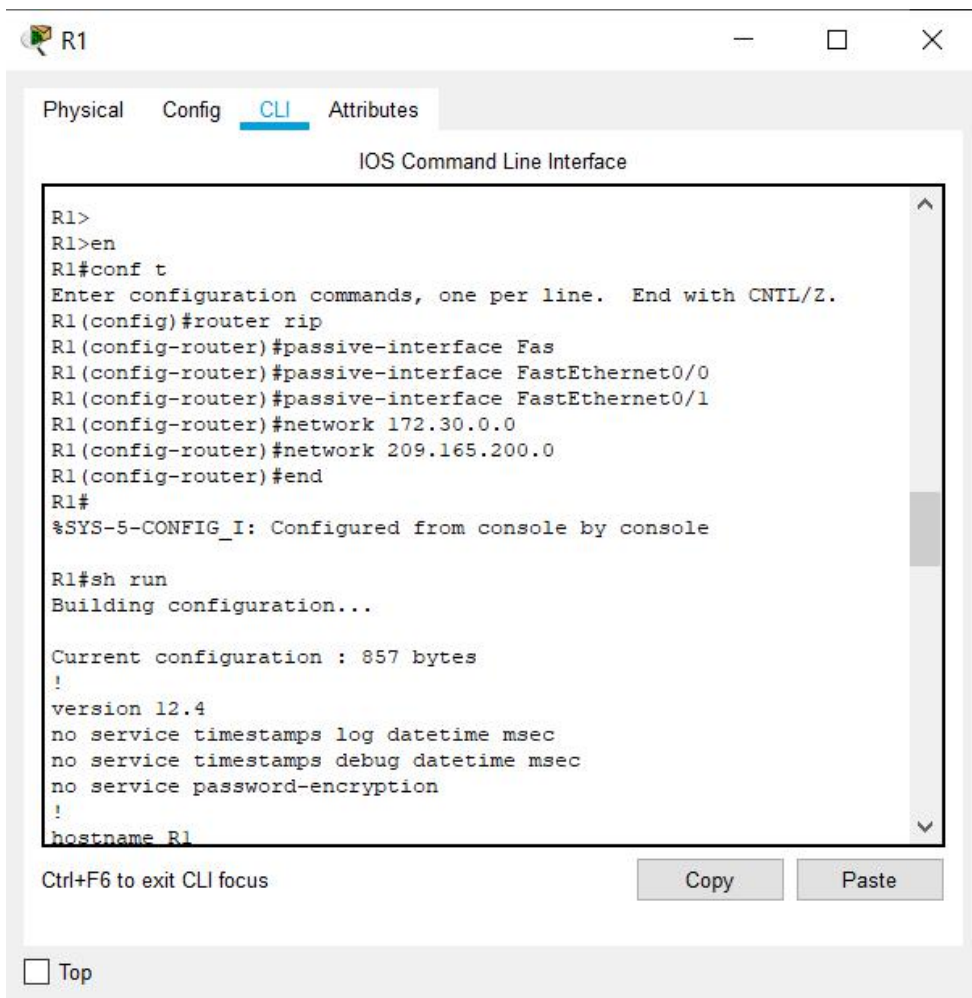 R1
Physical Config CLI Attributes
IOS Command Line Interface
R1>
R1>en
R1#conf t
Enter configuration commands, one per line.  End with CNTL/Z.
R1(config)#router rip
R1(config-router)#passive-interface Fas
R1(config-router)#passive-interface FastEthernet0/0
R1(config-router)#passive-interface FastEthernet0/1
R1(config-router)#network 172.30.0.0
R1(config-router)#network 209.165.200.0
R1(config-router)#end
R1#
%SYS-5-CONFIG_I: Configured from console by console
R1#sh run
Building configuration...
Current configuration : 857 bytes
!
version 12.4
no service timestamps log datetime msec
no service timestamps debug datetime msec
no service password-encryption
!
hostname R1
Ctrl+F6 to exit CLI focus
Copy Paste
Top